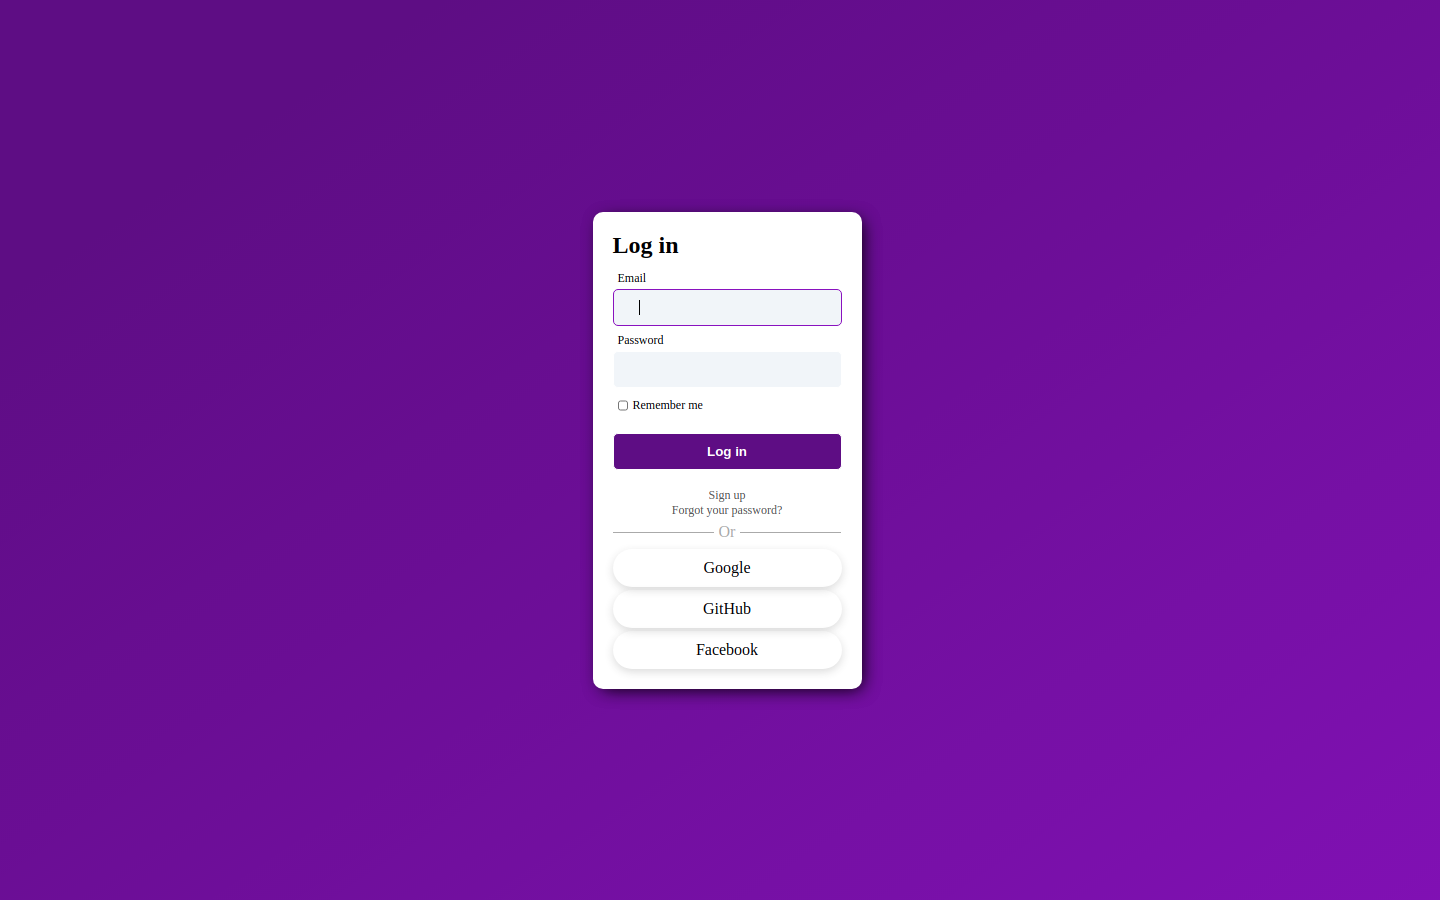 Log in
Email
Password
Remember me
Log in
Sign up
Forgot your password?
Or
Google
GitHub
Facebook